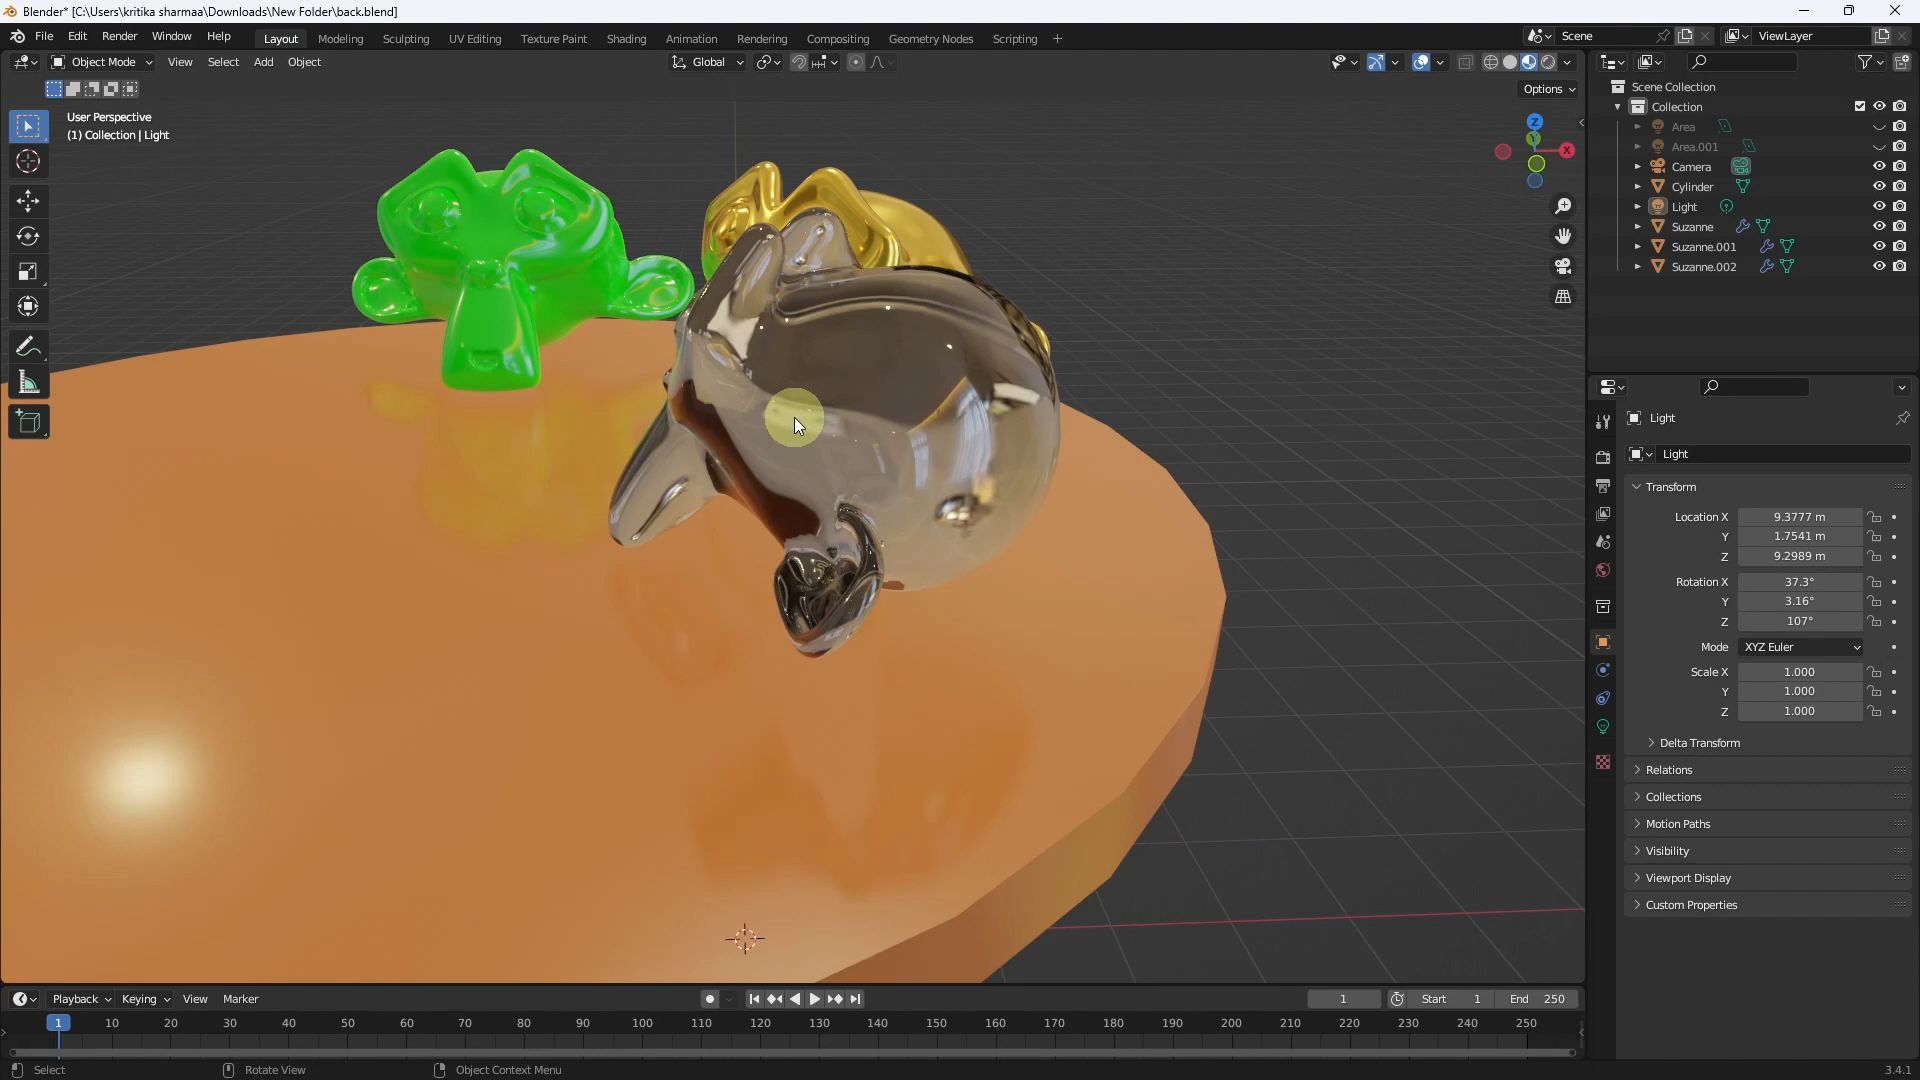 Blender* [C:\Users\kritika sharmaa\Downloads\New Folder\back.blend]
File Edit Render Window Help Layout Modeling Sculpting UV Editing Texture Paint Shading Animation Rendering Compositing Geometry Nodes Scripting + Scene ViewLayer
Object Mode View Select Add Object Global
Options
User Perspective
(1) Collection | Light
Z
Y
X
Scene Collection
Collection
Area
Area.001
Camera
Cylinder
Light
Suzanne
Suzanne.001
Suzanne.002
Light
Light
Transform
Location X 9.3777 m
Y 1.7541 m
Z 9.2989 m
Rotation X 37.3°
Y 3.16°
Z 107°
Mode XYZ Euler
Scale X 1.000
Y 1.000
Z 1.000
Delta Transform
Relations
Collections
Motion Paths
Visibility
Viewport Display
Custom Properties
Playback Keying View Marker 1 Start 1 End 250
1 10 20 30 40 50 60 70 80 90 100 110 120 130 140 150 160 170 180 190 200 210 220 230 240 250
Select Rotate View Object Context Menu 3.4.1